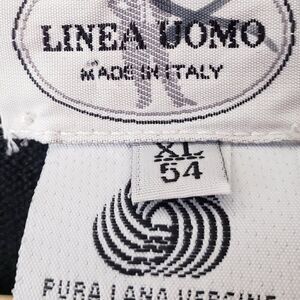 LINEA UOMO
MADE IN ITALY
XL
54
PURA LANA VERGINE